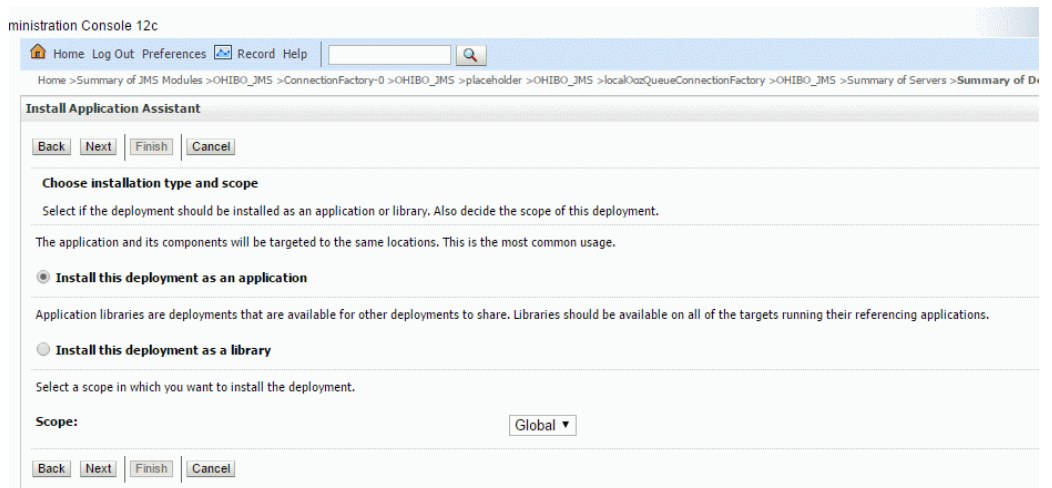 ministration Console 12c
Home Log Out Preferences Record Help
Home >Summary of JMS Modules >OHIBO_JMS >ConnectionFactory-0 >OHIBO_JMS >placeholder >OHIBO_JMS >localOozQueueConnectionFactory >OHIBO_JMS >Summary of Servers >Summary of De
Install Application Assistant
Back Next Finish Cancel
Choose installation type and scope
Select if the deployment should be installed as an application or library. Also decide the scope of this deployment.
The application and its components will be targeted to the same locations. This is the most common usage.
Install this deployment as an application
Application libraries are deployments that are available for other deployments to share. Libraries should be available on all of the targets running their referencing applications.
Install this deployment as a library
Select a scope in which you want to install the deployment.
Scope: Global
Back Next Finish Cancel